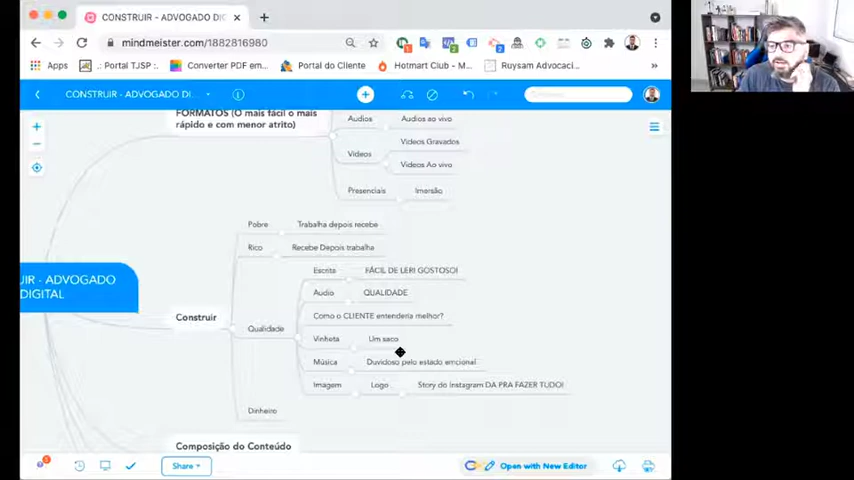 CONSTRUIR - ADVOGADO DI
mindmeister.com/1882816980
Apps
.: Portal TJSP :.
Converter PDF em...
Portal do Cliente
Hotmart Club - M...
Ruysam Advocaci...
CONSTRUIR - ADVOGADO DI...
FORMATOS (O mais fácil o mais
rápido e com menor atrito)
Audios
Audios ao vivo
Videos Gravados
Videos
Videos Ao vivo
Presenciais
Imersão
Pobre
Trabalha depois recebe
Rico
Recebe Depois trabalha
UIR - ADVOGADO
DIGITAL
Escrita
FÁCIL DE LER! GOSTOSO!
Audio
QUALIDADE
Construir
Como o CLIENTE entenderia melhor?
Qualidade
Vinheta
Um saco
Música
Duvidoso pelo estado emcional
Imagem
Logo
Story do Instagram DA PRA FAZER TUDO!
Dinheiro
Composição do Conteúdo
Share
Open with New Editor